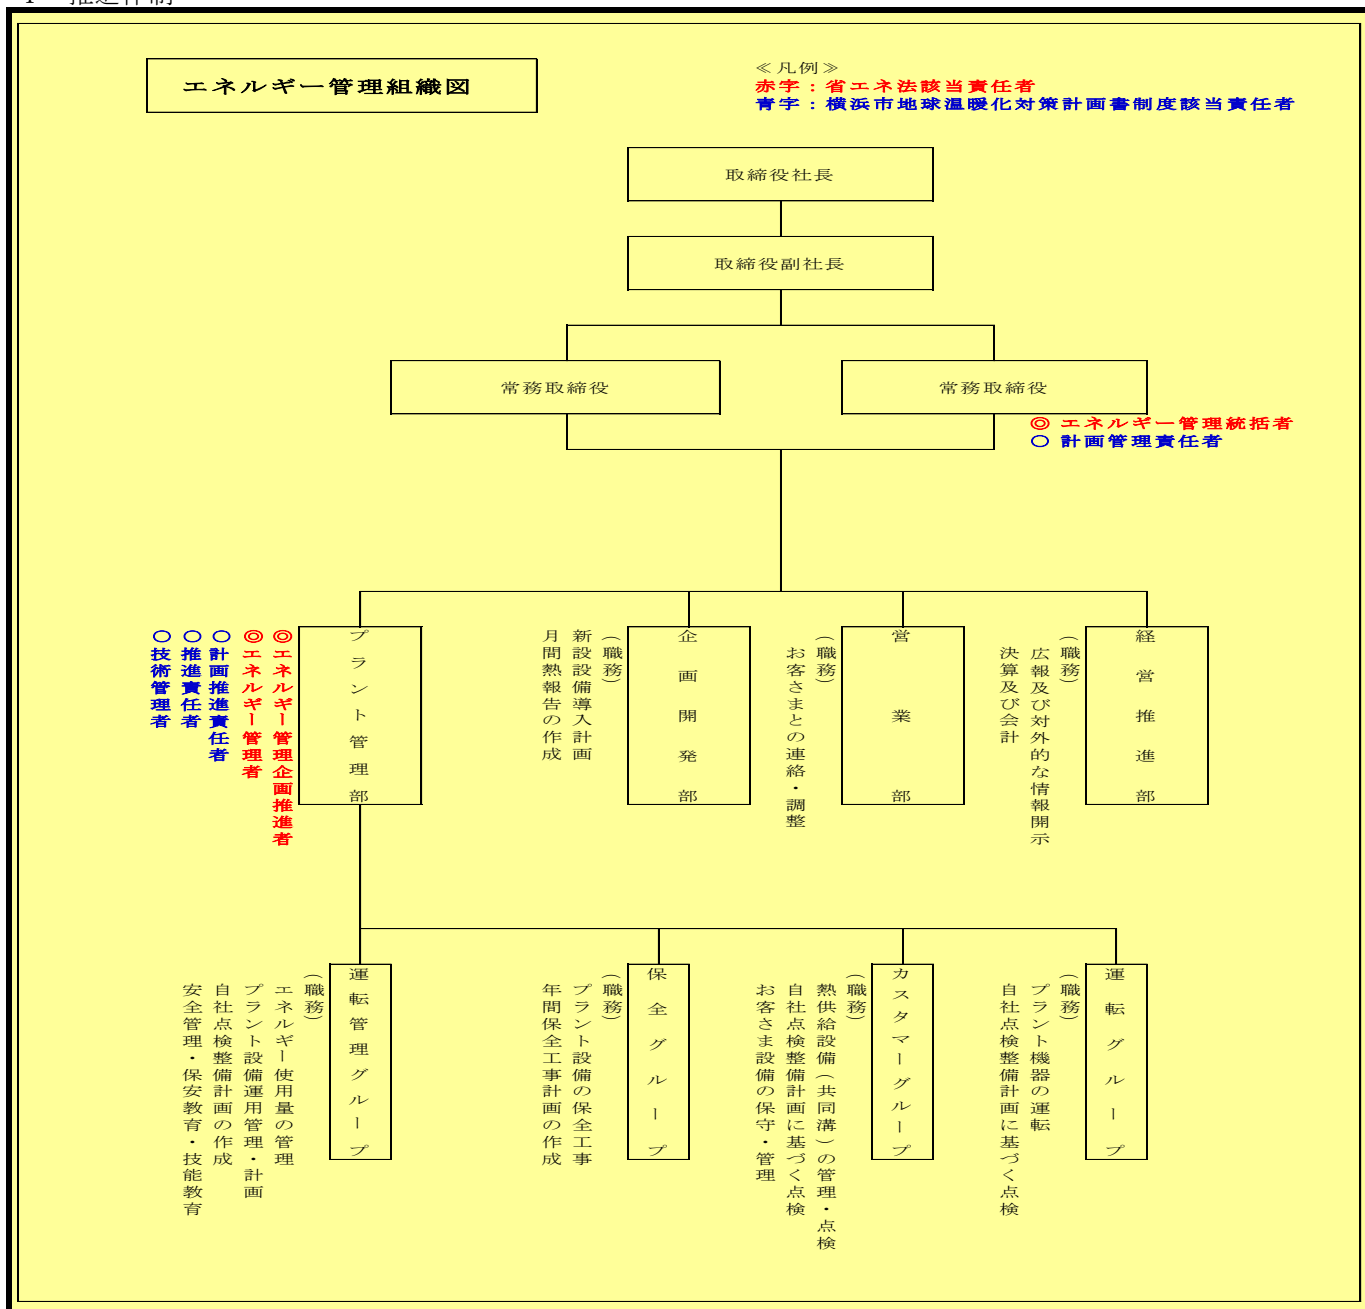 エネルギー管理組織図
≪凡例≫
赤字：省エネ法該当責任者
青字：横浜市地球温暖化対策計画書制度該当責任者
取締役社長
取締役副社長
常務取締役
常務取締役
◎ エネルギー管理統括者
○ 計画管理責任者
プラント管理部
◎エネルギー管理企画推進者
◎エネルギー管理者
○計画推進責任者
○推進責任者
○技術管理者
企画開発部
（職務）
新設設備導入計画
月間熱報告の作成
営業部
（職務）
お客さまとの連絡・調整
経営推進部
（職務）
広報及び対外的な情報開示
決算及び会計
運転管理グループ
（職務）
エネルギー使用量の管理
プラント設備運用管理・計画
自社点検整備計画の作成
安全管理・保安教育・技能教育
保全グループ
（職務）
プラント設備の保全工事
年間保全工事計画の作成
カスタマーグループ
（職務）
熱供給設備（共同溝）の管理・点検
自社点検整備計画に基づく点検
お客さま設備の保守・管理
運転グループ
（職務）
プラント機器の運転
自社点検整備計画に基づく点検